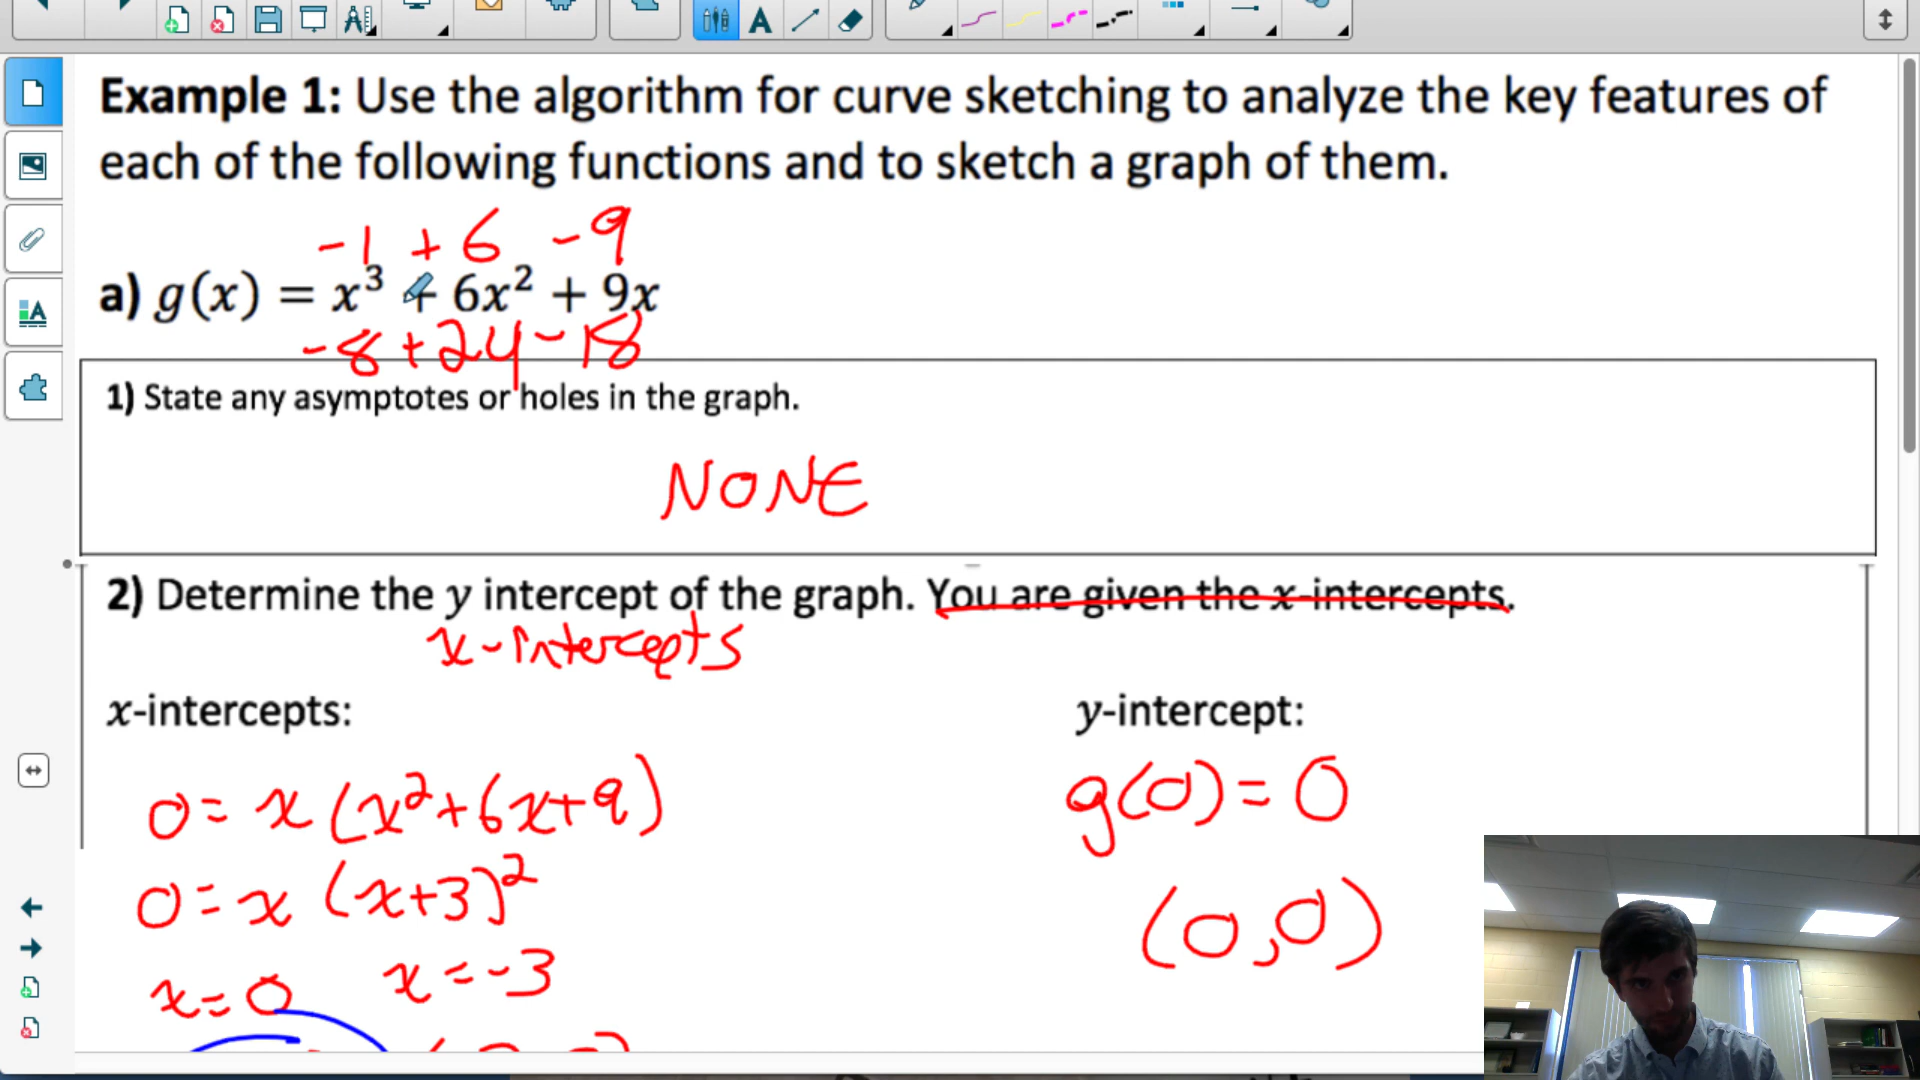 Example 1: Use the algorithm for curve sketching to analyze the key features of
each of the following functions and to sketch a graph of them.
-1 + 6 - 9
a) g(x) = x³ + 6x² + 9x
-8 + 24 - 18
1) State any asymptotes or holes in the graph.
NONE
2) Determine the y intercept of the graph. You are given the x-intercepts.
x-intercepts
x-intercepts:
y-intercept:
0 = x (x² + 6x + 9)
g(0) = 0
0 = x (x+3)²
(0,0)
x = 0 x = -3